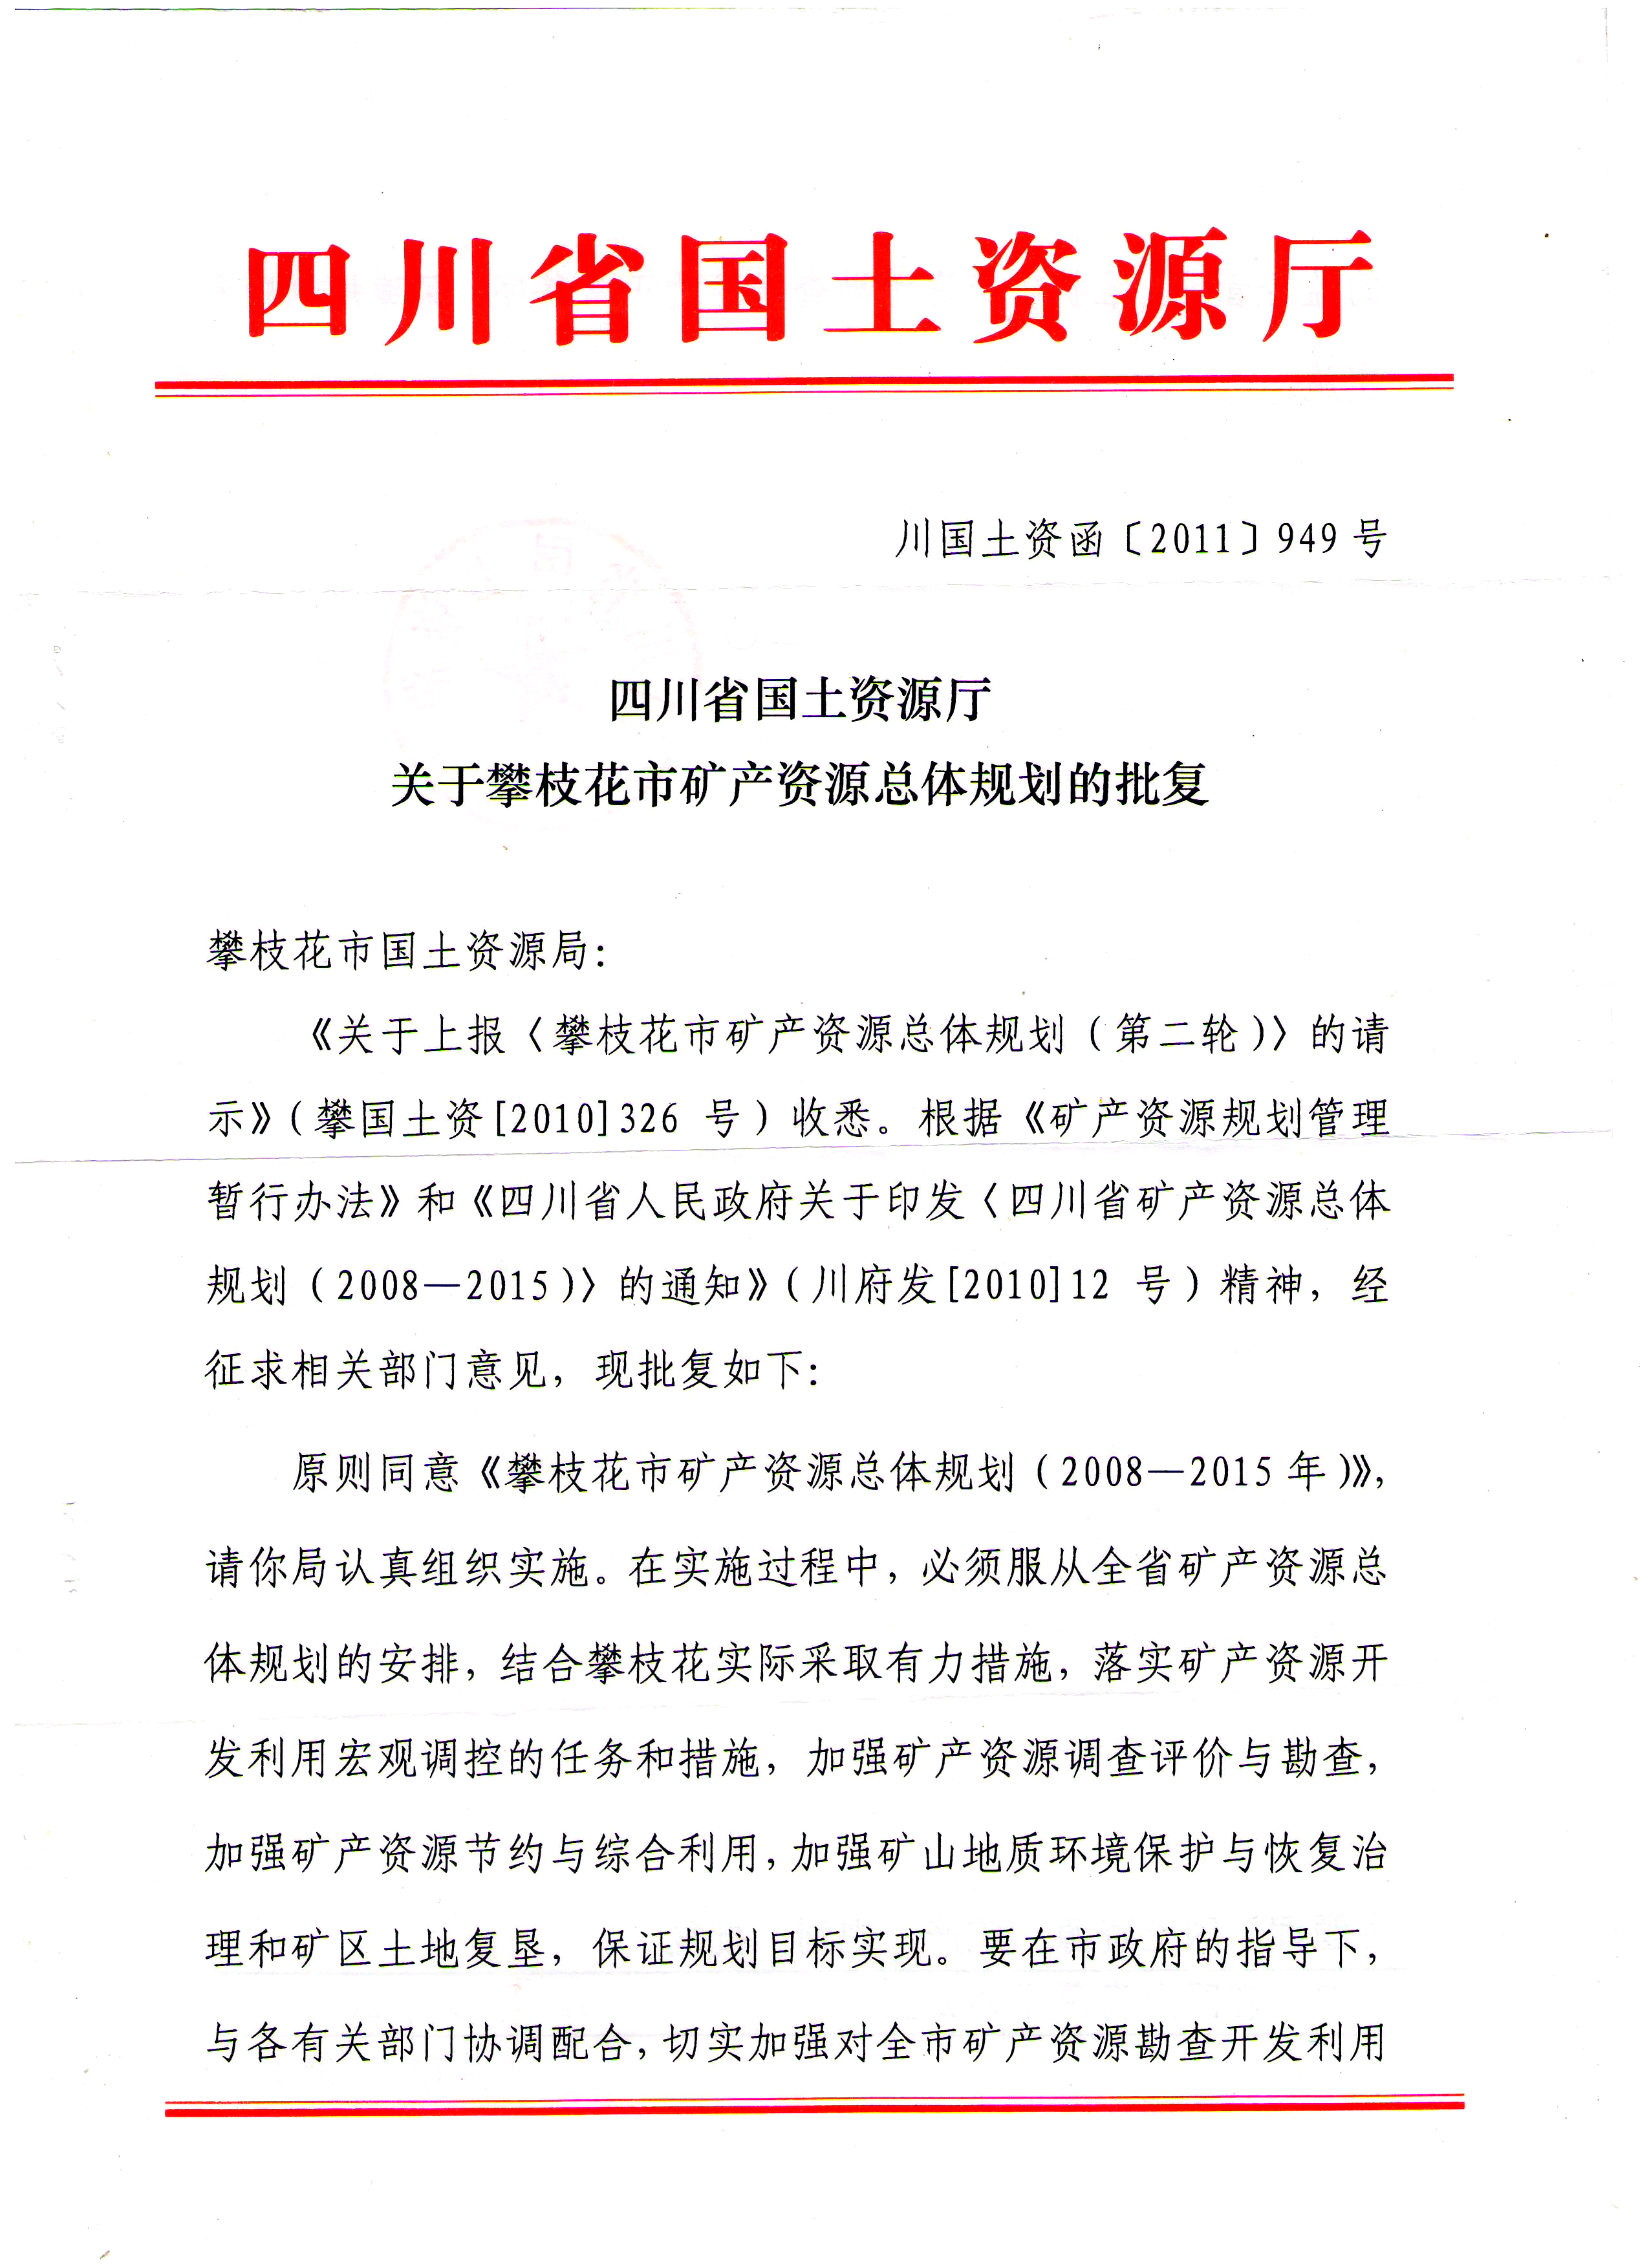 四川省国土资源厅
川国土资函〔2011〕949号
四川省国土资源厅
关于攀枝花市矿产资源总体规划的批复
攀枝花市国土资源局：
《关于上报〈攀枝花市矿产资源总体规划（第二轮）〉的请
示》（攀国土资[2010]326 号）收悉。根据《矿产资源规划管理
暂行办法》和《四川省人民政府关于印发〈四川省矿产资源总体
规划（2008—2015）〉的通知》（川府发[2010]12 号）精神，经
征求相关部门意见，现批复如下：
原则同意《攀枝花市矿产资源总体规划（2008—2015年）》，
请你局认真组织实施。在实施过程中，必须服从全省矿产资源总
体规划的安排，结合攀枝花实际采取有力措施，落实矿产资源开
发利用宏观调控的任务和措施，加强矿产资源调查评价与勘查，
加强矿产资源节约与综合利用，加强矿山地质环境保护与恢复治
理和矿区土地复垦，保证规划目标实现。要在市政府的指导下，
与各有关部门协调配合，切实加强对全市矿产资源勘查开发利用